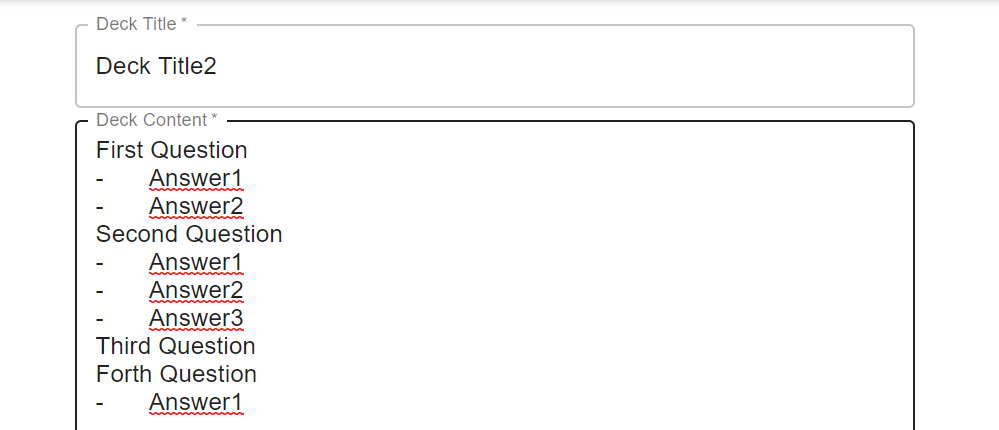 Deck Title *
Deck Title2
Deck Content *
First Question
- Answer1
- Answer2
Second Question
- Answer1
- Answer2
- Answer3
Third Question
Forth Question
- Answer1